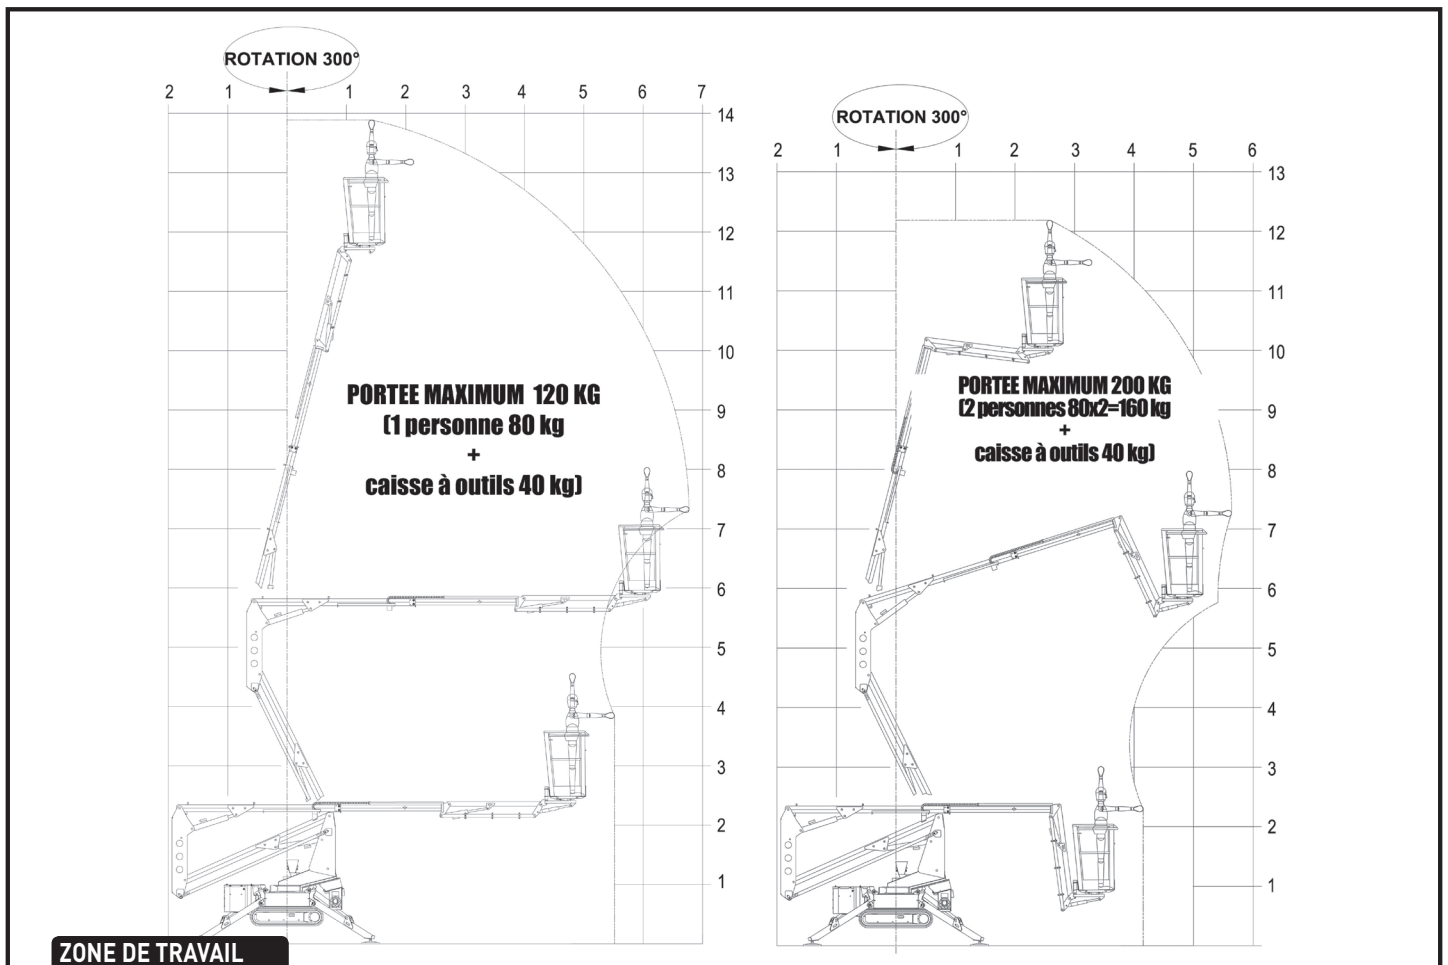 ROTATION 300°
2 1 1 2 3 4 5 6 7
14
13
12
11
10
9
8
7
6
5
4
3
2
1
PORTEE MAXIMUM 120 KG
(1 personne 80 kg
+
caisse à outils 40 kg)
ROTATION 300°
2 1 1 2 3 4 5 6
13
12
11
10
9
8
7
6
5
4
3
2
1
PORTEE MAXIMUM 200 KG
(2 personnes 80x2=160 kg
+
caisse à outils 40 kg)
ZONE DE TRAVAIL